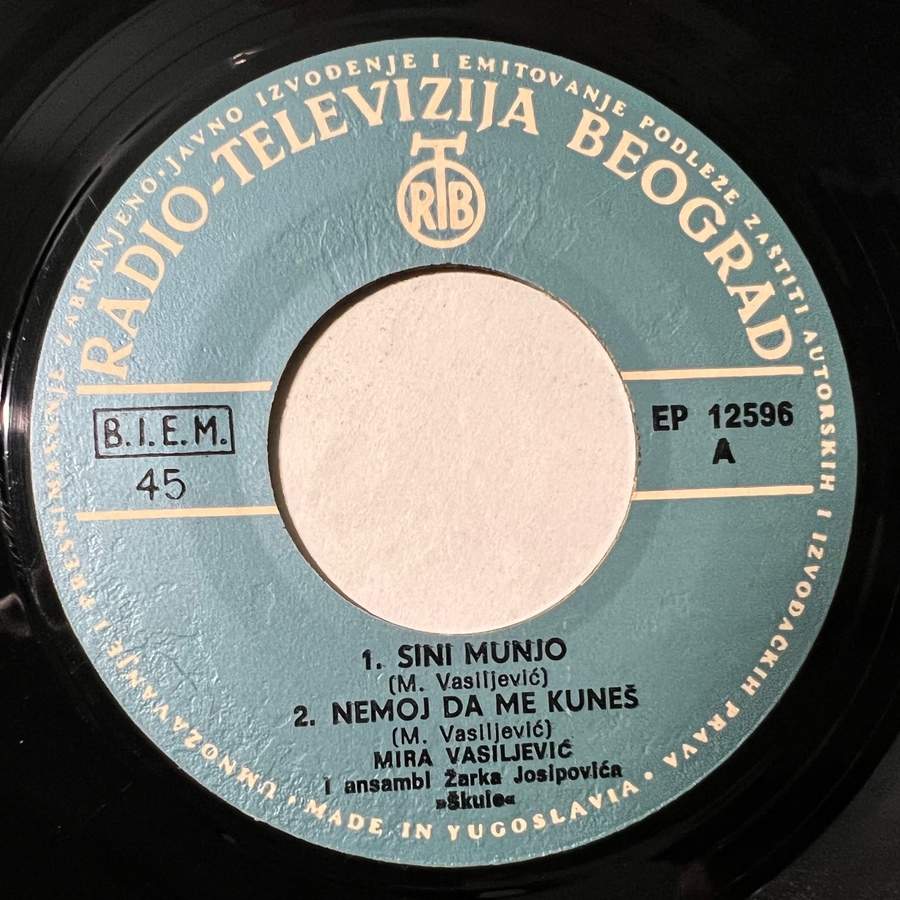 UMNOŽAVANJE I PRESNIMAVANJE ZABRANJENO·JAVNO IZVOĐENJE I EMITOVANJE PODLEŽE ZAŠTITI AUTORSKIH I IZVOĐAČKIH PRAVA · MADE IN YUGOSLAVIA ·
RADIO-TELEVIZIJA BEOGRAD
RTB
B.I.E.M.
45
EP 12596
A
1. SINI MUNJO
(M. Vasiljević)
2. NEMOJ DA ME KUNEŠ
(M. Vasiljević)
MIRA VASILJEVIĆ
i ansambl Žarka Josipovića
»Škule«